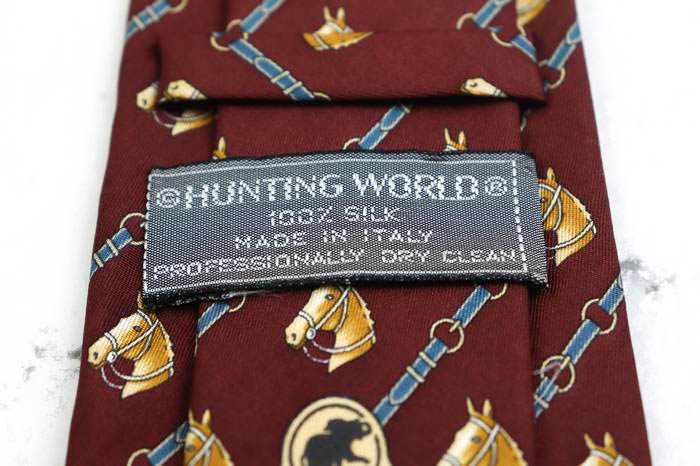 ©HUNTING WORLD®
100% SILK
MADE IN ITALY
PROFESSIONALLY DRY CLEAN